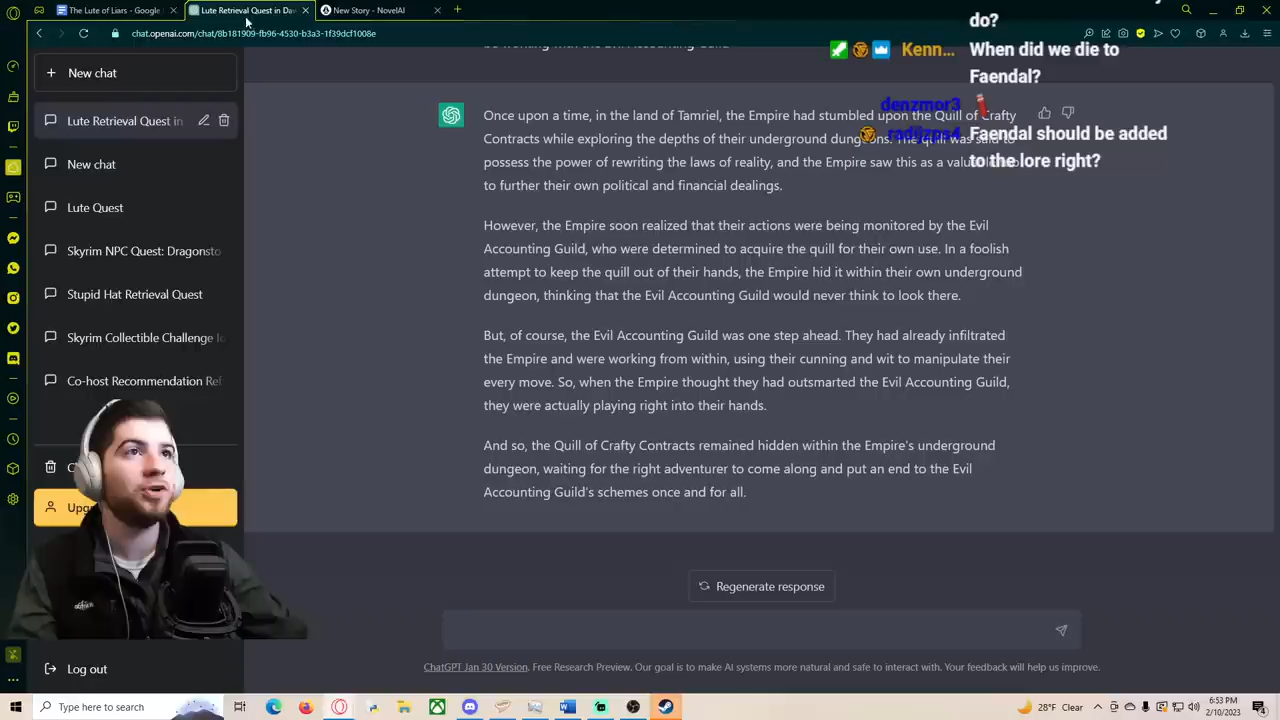 The Lute of Liars - Google
Lute Retrieval Quest in Da
New Story - NovelAI
chat.openai.com/chat/8b181909-fb96-4530-b3a3-1f39dcf1008e
do?
Kenn... When did we die to
Faendal?
denzmor3
radijzps4 Faendal should be added
to the lore right?
New chat
Lute Retrieval Quest in
New chat
Lute Quest
Skyrim NPC Quest: Dragonsto
Stupid Hat Retrieval Quest
Skyrim Collectible Challenge Io
Co-host Recommendation Ref
Log out
Once upon a time, in the land of Tamriel, the Empire had stumbled upon the Quill of Crafty
Contracts while exploring the depths of their underground dungeons. The quill was said to
possess the power of rewriting the laws of reality, and the Empire saw this as a
to further their own political and financial dealings.
However, the Empire soon realized that their actions were being monitored by the Evil
Accounting Guild, who were determined to acquire the quill for their own use. In a foolish
attempt to keep the quill out of their hands, the Empire hid it within their own underground
dungeon, thinking that the Evil Accounting Guild would never think to look there.
But, of course, the Evil Accounting Guild was one step ahead. They had already infiltrated
the Empire and were working from within, using their cunning and wit to manipulate their
every move. So, when the Empire thought they had outsmarted the Evil Accounting Guild,
they were actually playing right into their hands.
And so, the Quill of Crafty Contracts remained hidden within the Empire's underground
dungeon, waiting for the right adventurer to come along and put an end to the Evil
Accounting Guild's schemes once and for all.
Regenerate response
ChatGPT Jan 30 Version. Free Research Preview. Our goal is to make AI systems more natural and safe to interact with. Your feedback will help us improve.
Type here to search
28°F Clear
6:53 PM
2/10/2023